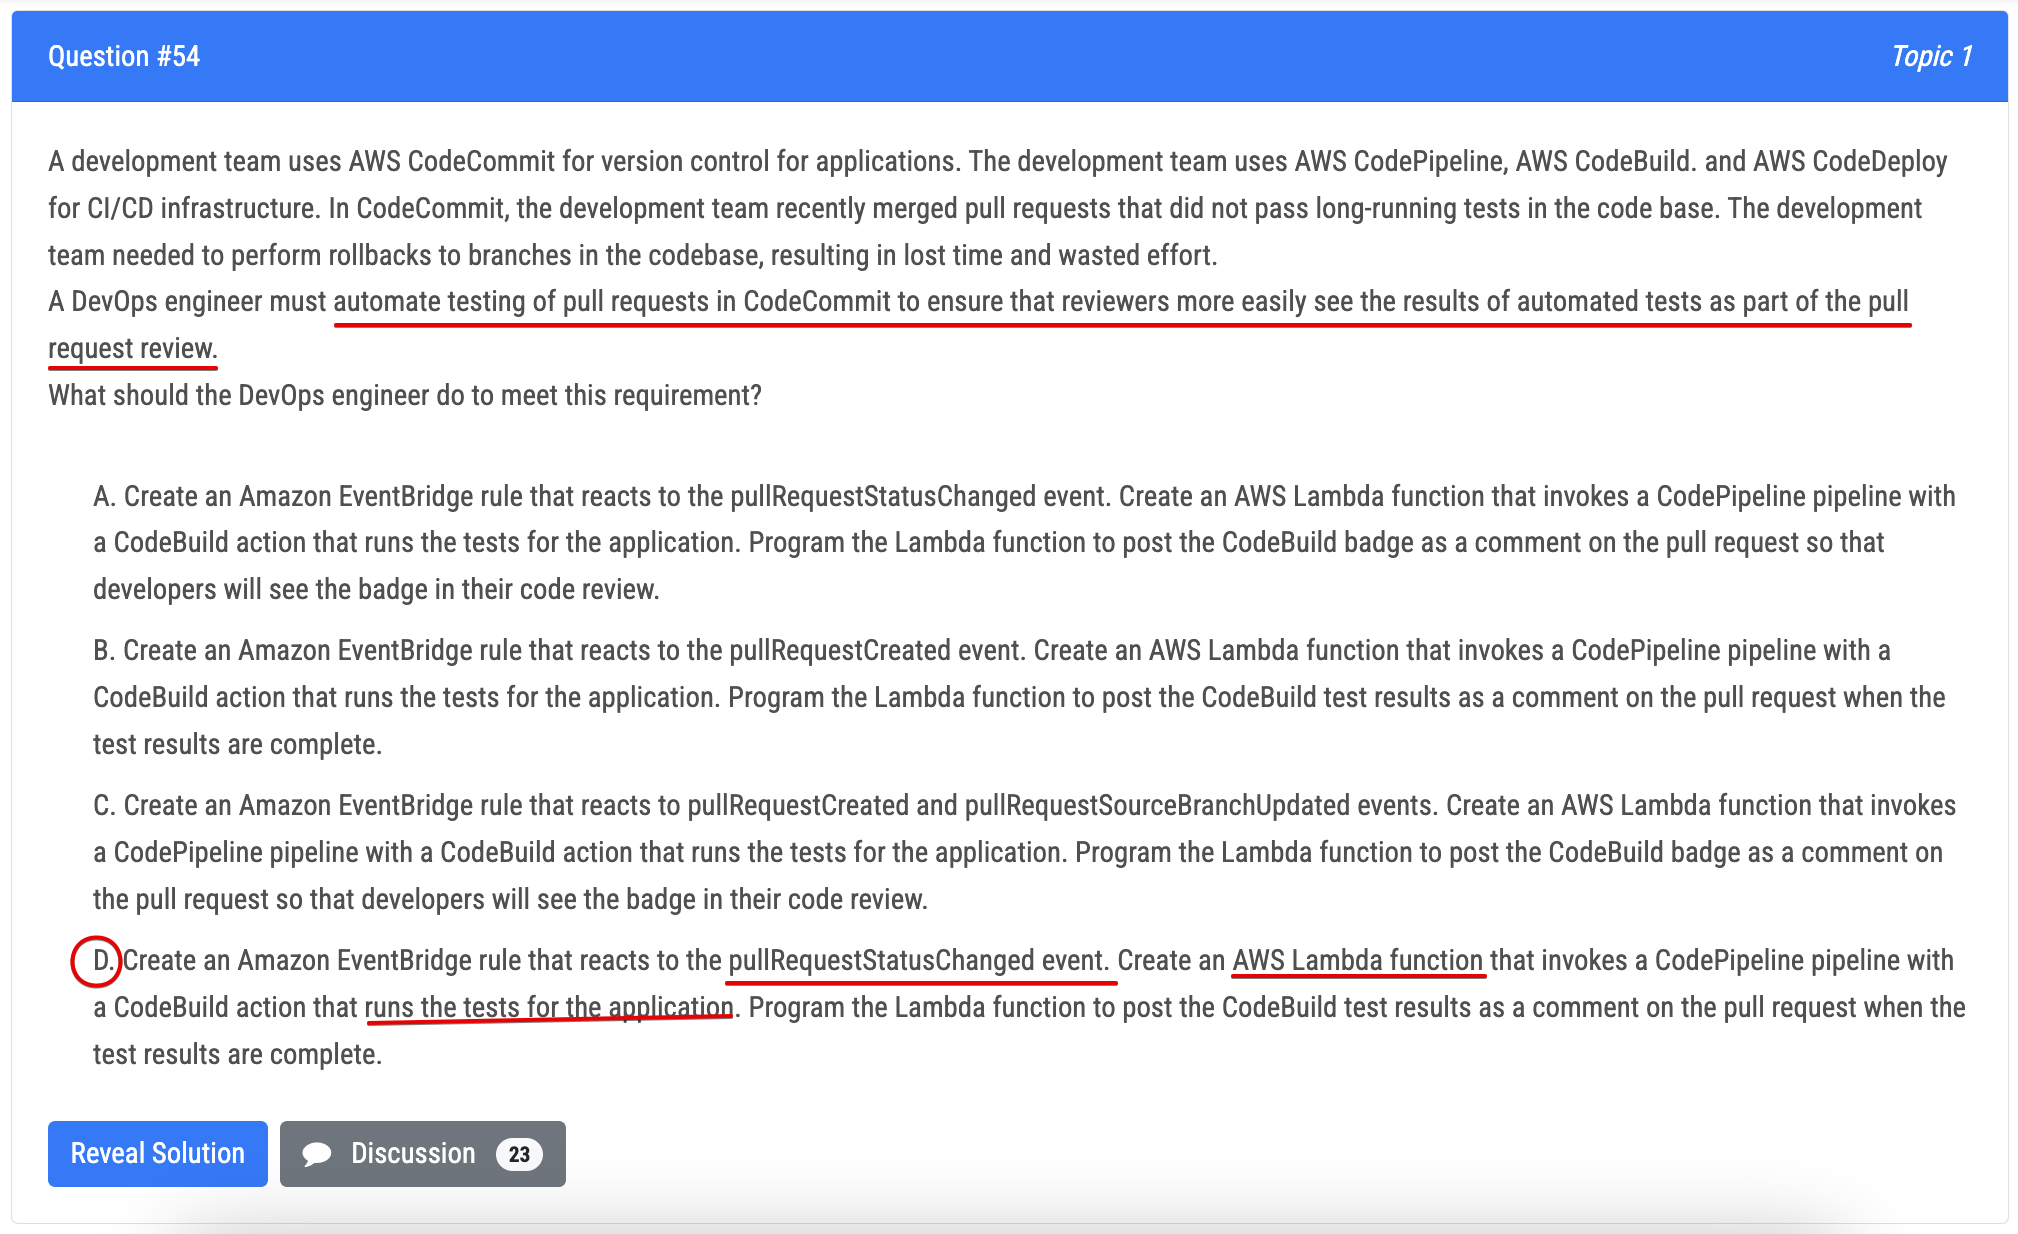 Question #54
Topic 1
A development team uses AWS CodeCommit for version control for applications. The development team uses AWS CodePipeline, AWS CodeBuild. and AWS CodeDeploy
for CI/CD infrastructure. In CodeCommit, the development team recently merged pull requests that did not pass long-running tests in the code base. The development
team needed to perform rollbacks to branches in the codebase, resulting in lost time and wasted effort.
A DevOps engineer must automate testing of pull requests in CodeCommit to ensure that reviewers more easily see the results of automated tests as part of the pull
request review.
What should the DevOps engineer do to meet this requirement?
A. Create an Amazon EventBridge rule that reacts to the pullRequestStatusChanged event. Create an AWS Lambda function that invokes a CodePipeline pipeline with
a CodeBuild action that runs the tests for the application. Program the Lambda function to post the CodeBuild badge as a comment on the pull request so that
developers will see the badge in their code review.
B. Create an Amazon EventBridge rule that reacts to the pullRequestCreated event. Create an AWS Lambda function that invokes a CodePipeline pipeline with a
CodeBuild action that runs the tests for the application. Program the Lambda function to post the CodeBuild test results as a comment on the pull request when the
test results are complete.
C. Create an Amazon EventBridge rule that reacts to pullRequestCreated and pullRequestSourceBranchUpdated events. Create an AWS Lambda function that invokes
a CodePipeline pipeline with a CodeBuild action that runs the tests for the application. Program the Lambda function to post the CodeBuild badge as a comment on
the pull request so that developers will see the badge in their code review.
D. Create an Amazon EventBridge rule that reacts to the pullRequestStatusChanged event. Create an AWS Lambda function that invokes a CodePipeline pipeline with
a CodeBuild action that runs the tests for the application. Program the Lambda function to post the CodeBuild test results as a comment on the pull request when the
test results are complete.
Reveal Solution
Discussion 23